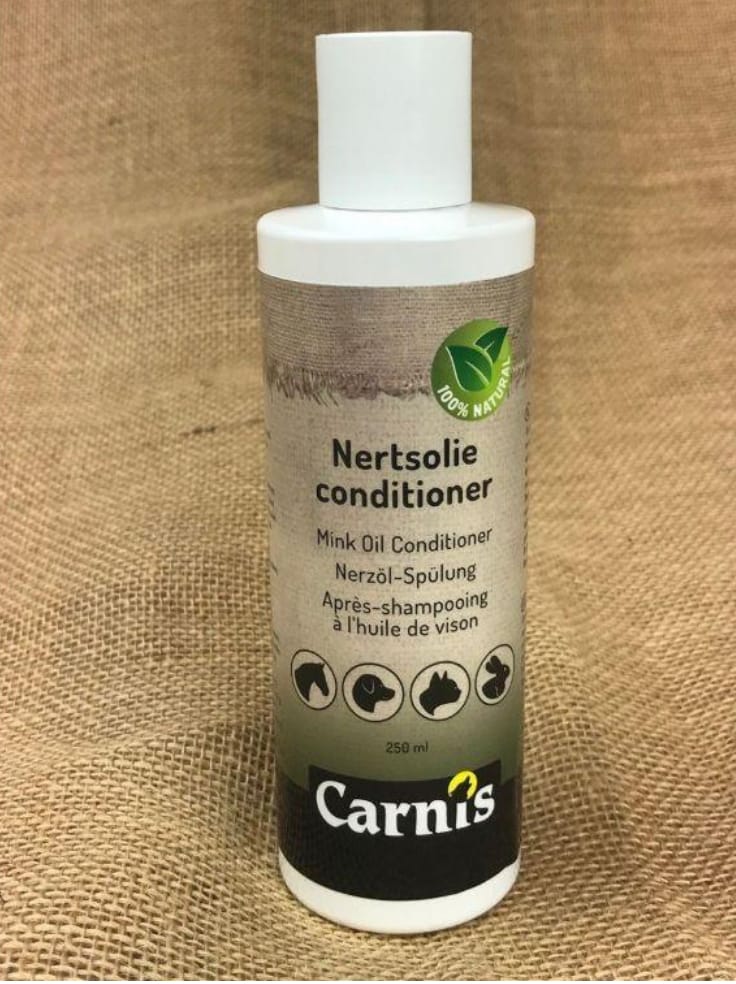 100% NATURAL
Nertsolie
conditioner
Mink Oil Conditioner
Nerzöl-Spülung
Après-shampooing
à l'huile de vison
250 ml
Carnis